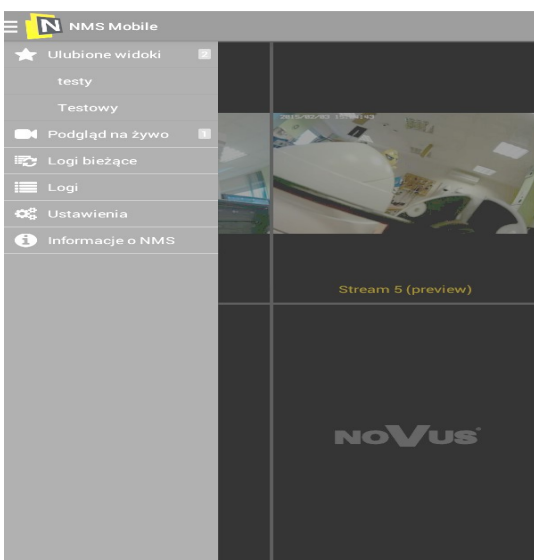 NMS Mobile
Ulubione widoki 2
testy
Testowy
Podgląd na żywo 1
Logi bieżące
Logi
Ustawienia
Informacje o NMS
Stream 5 (preview)
NOVUS